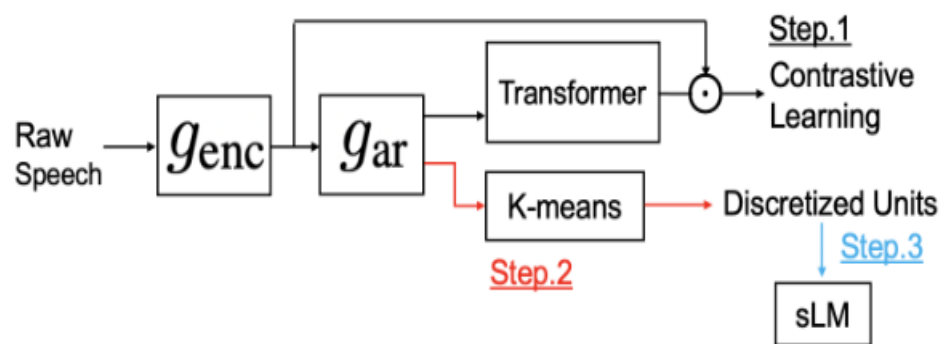 Step.1
Contrastive
Learning
Transformer
Raw
Speech
genc
gar
K-means
Discretized Units
Step.2
Step.3
sLM